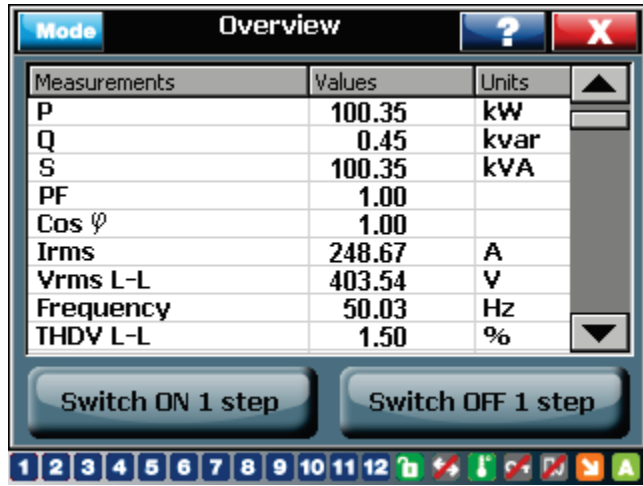 Mode Overview ? X
Measurements Values Units
P 100.35 kW
Q 0.45 kvar
S 100.35 kVA
PF 1.00
Cos φ 1.00
Irms 248.67 A
Vrms L-L 403.54 V
Frequency 50.03 Hz
THDV L-L 1.50 %
Switch ON 1 step Switch OFF 1 step
1 2 3 4 5 6 7 8 9 10 11 12 A